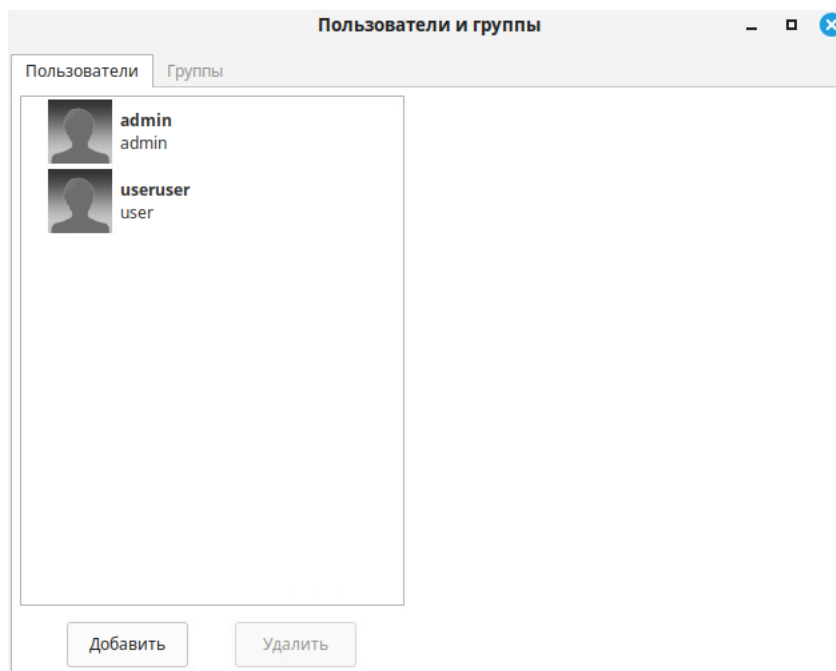 Пользователи и группы
Пользователи Группы
admin
admin
useruser
user
Добавить Удалить